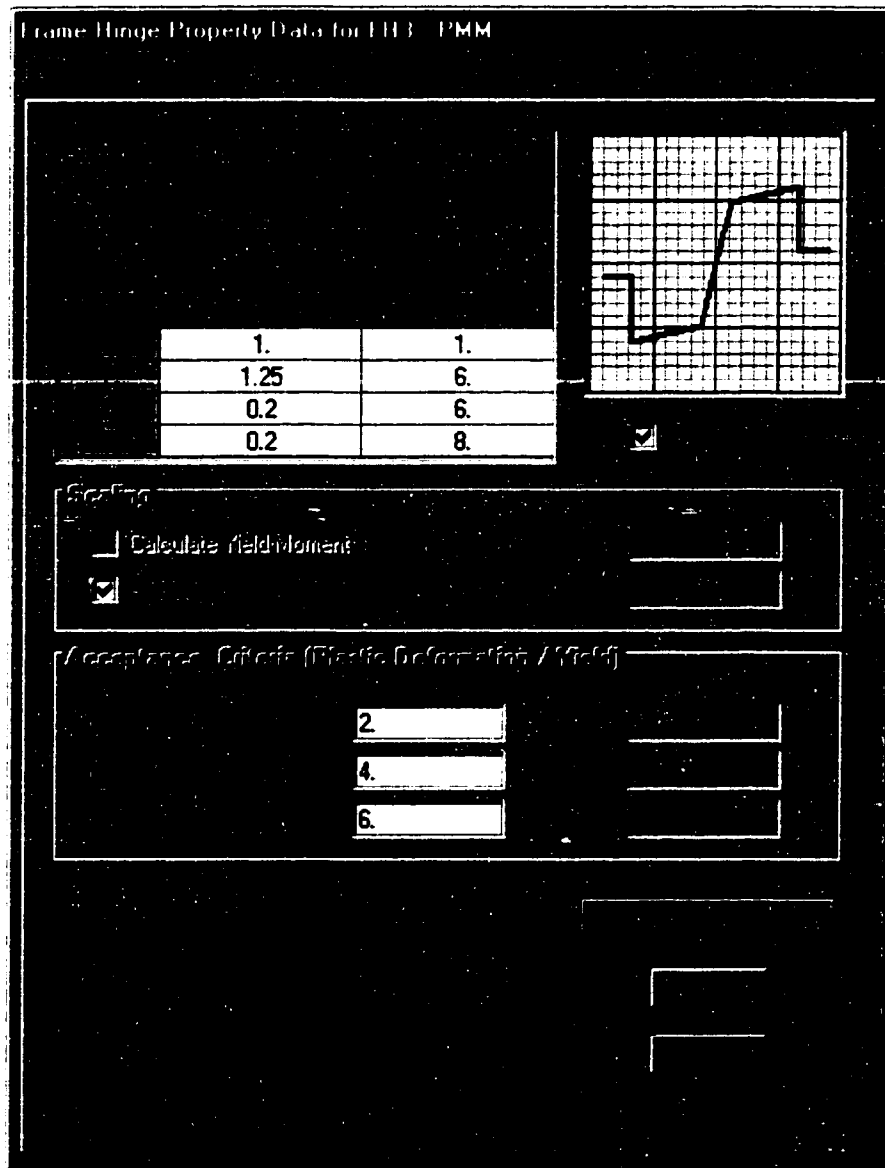 Frame Hinge Property Data for FH3 - PMM
1. 1.
1.25 6.
0.2 6.
0.2 8.
Scaling
Calculate Yield Moment
Acceptance Criteria (Plastic Deformation / Yield)
2.
4.
6.